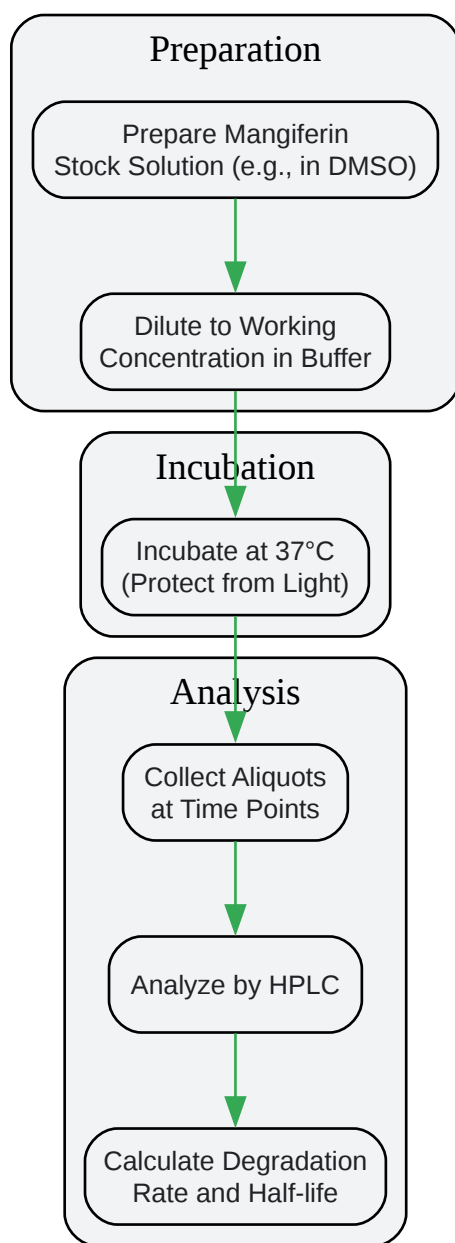 Preparation
Prepare Mangiferin
Stock Solution (e.g., in DMSO)
Dilute to Working
Concentration in Buffer
Incubation
Incubate at 37°C
(Protect from Light)
Analysis
Collect Aliquots
at Time Points
Analyze by HPLC
Calculate Degradation
Rate and Half-life